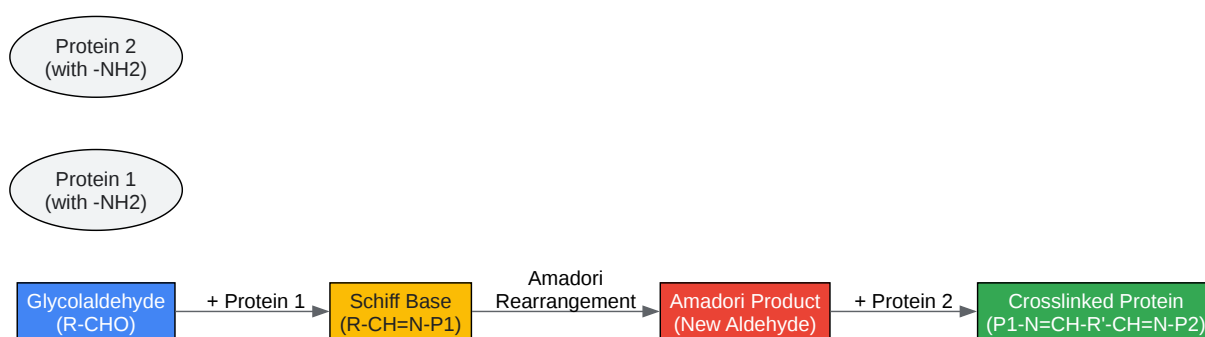 Protein 2
(with -NH2)
Protein 1
(with -NH2)
Glycolaldehyde
(R-CHO)
+ Protein 1
Schiff Base
(R-CH=N-P1)
Amadori
Rearrangement
Amadori Product
(New Aldehyde)
+ Protein 2
Crosslinked Protein
(P1-N=CH-R'-CH=N-P2)